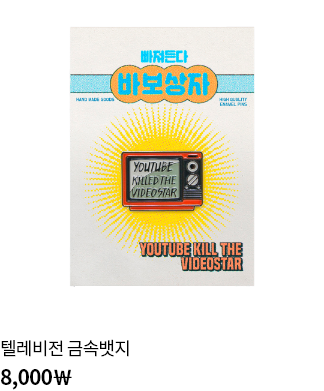 빠져든다
바보상자
HAND MADE GOODS
HIGH QUALITY
ENAMEL PINS
YOUTUBE
KILLED THE
VIDEOSTAR
YOUTUBE KILL THE
VIDEOSTAR
텔레비전 금속뱃지
8,000₩